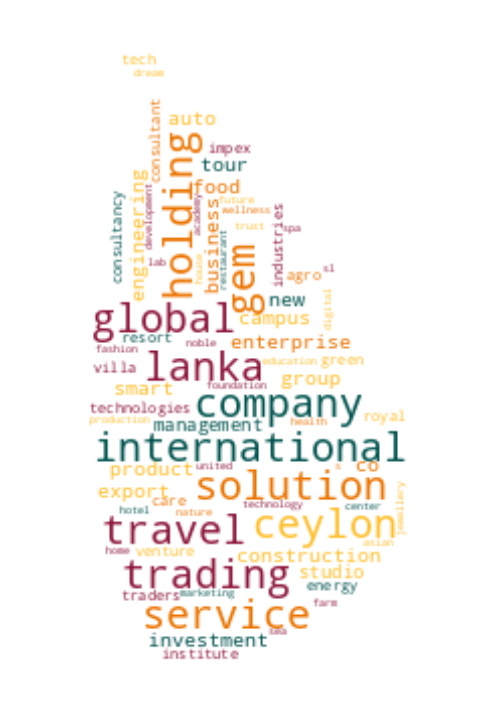 tech
dream
consultant
auto
holding
impex
tour
food
engineering
consultancy
development
academy
business
future
wellness
restaurant
trust
industries
spa
gem
lab
house
agro
sl
new
digital
global
campus
resort
noble
enterprise
fashion
lanka
education
green
villa
foundation
group
smart
company
technologies
royal
production
management
health
international
product
united
co
solution
export
care
jewellery
hotel
nature
technology
center
travel
ceylon
asian
home
venture
construction
trading
studio
energy
traders
marketing
farm
service
tea
investment
institute